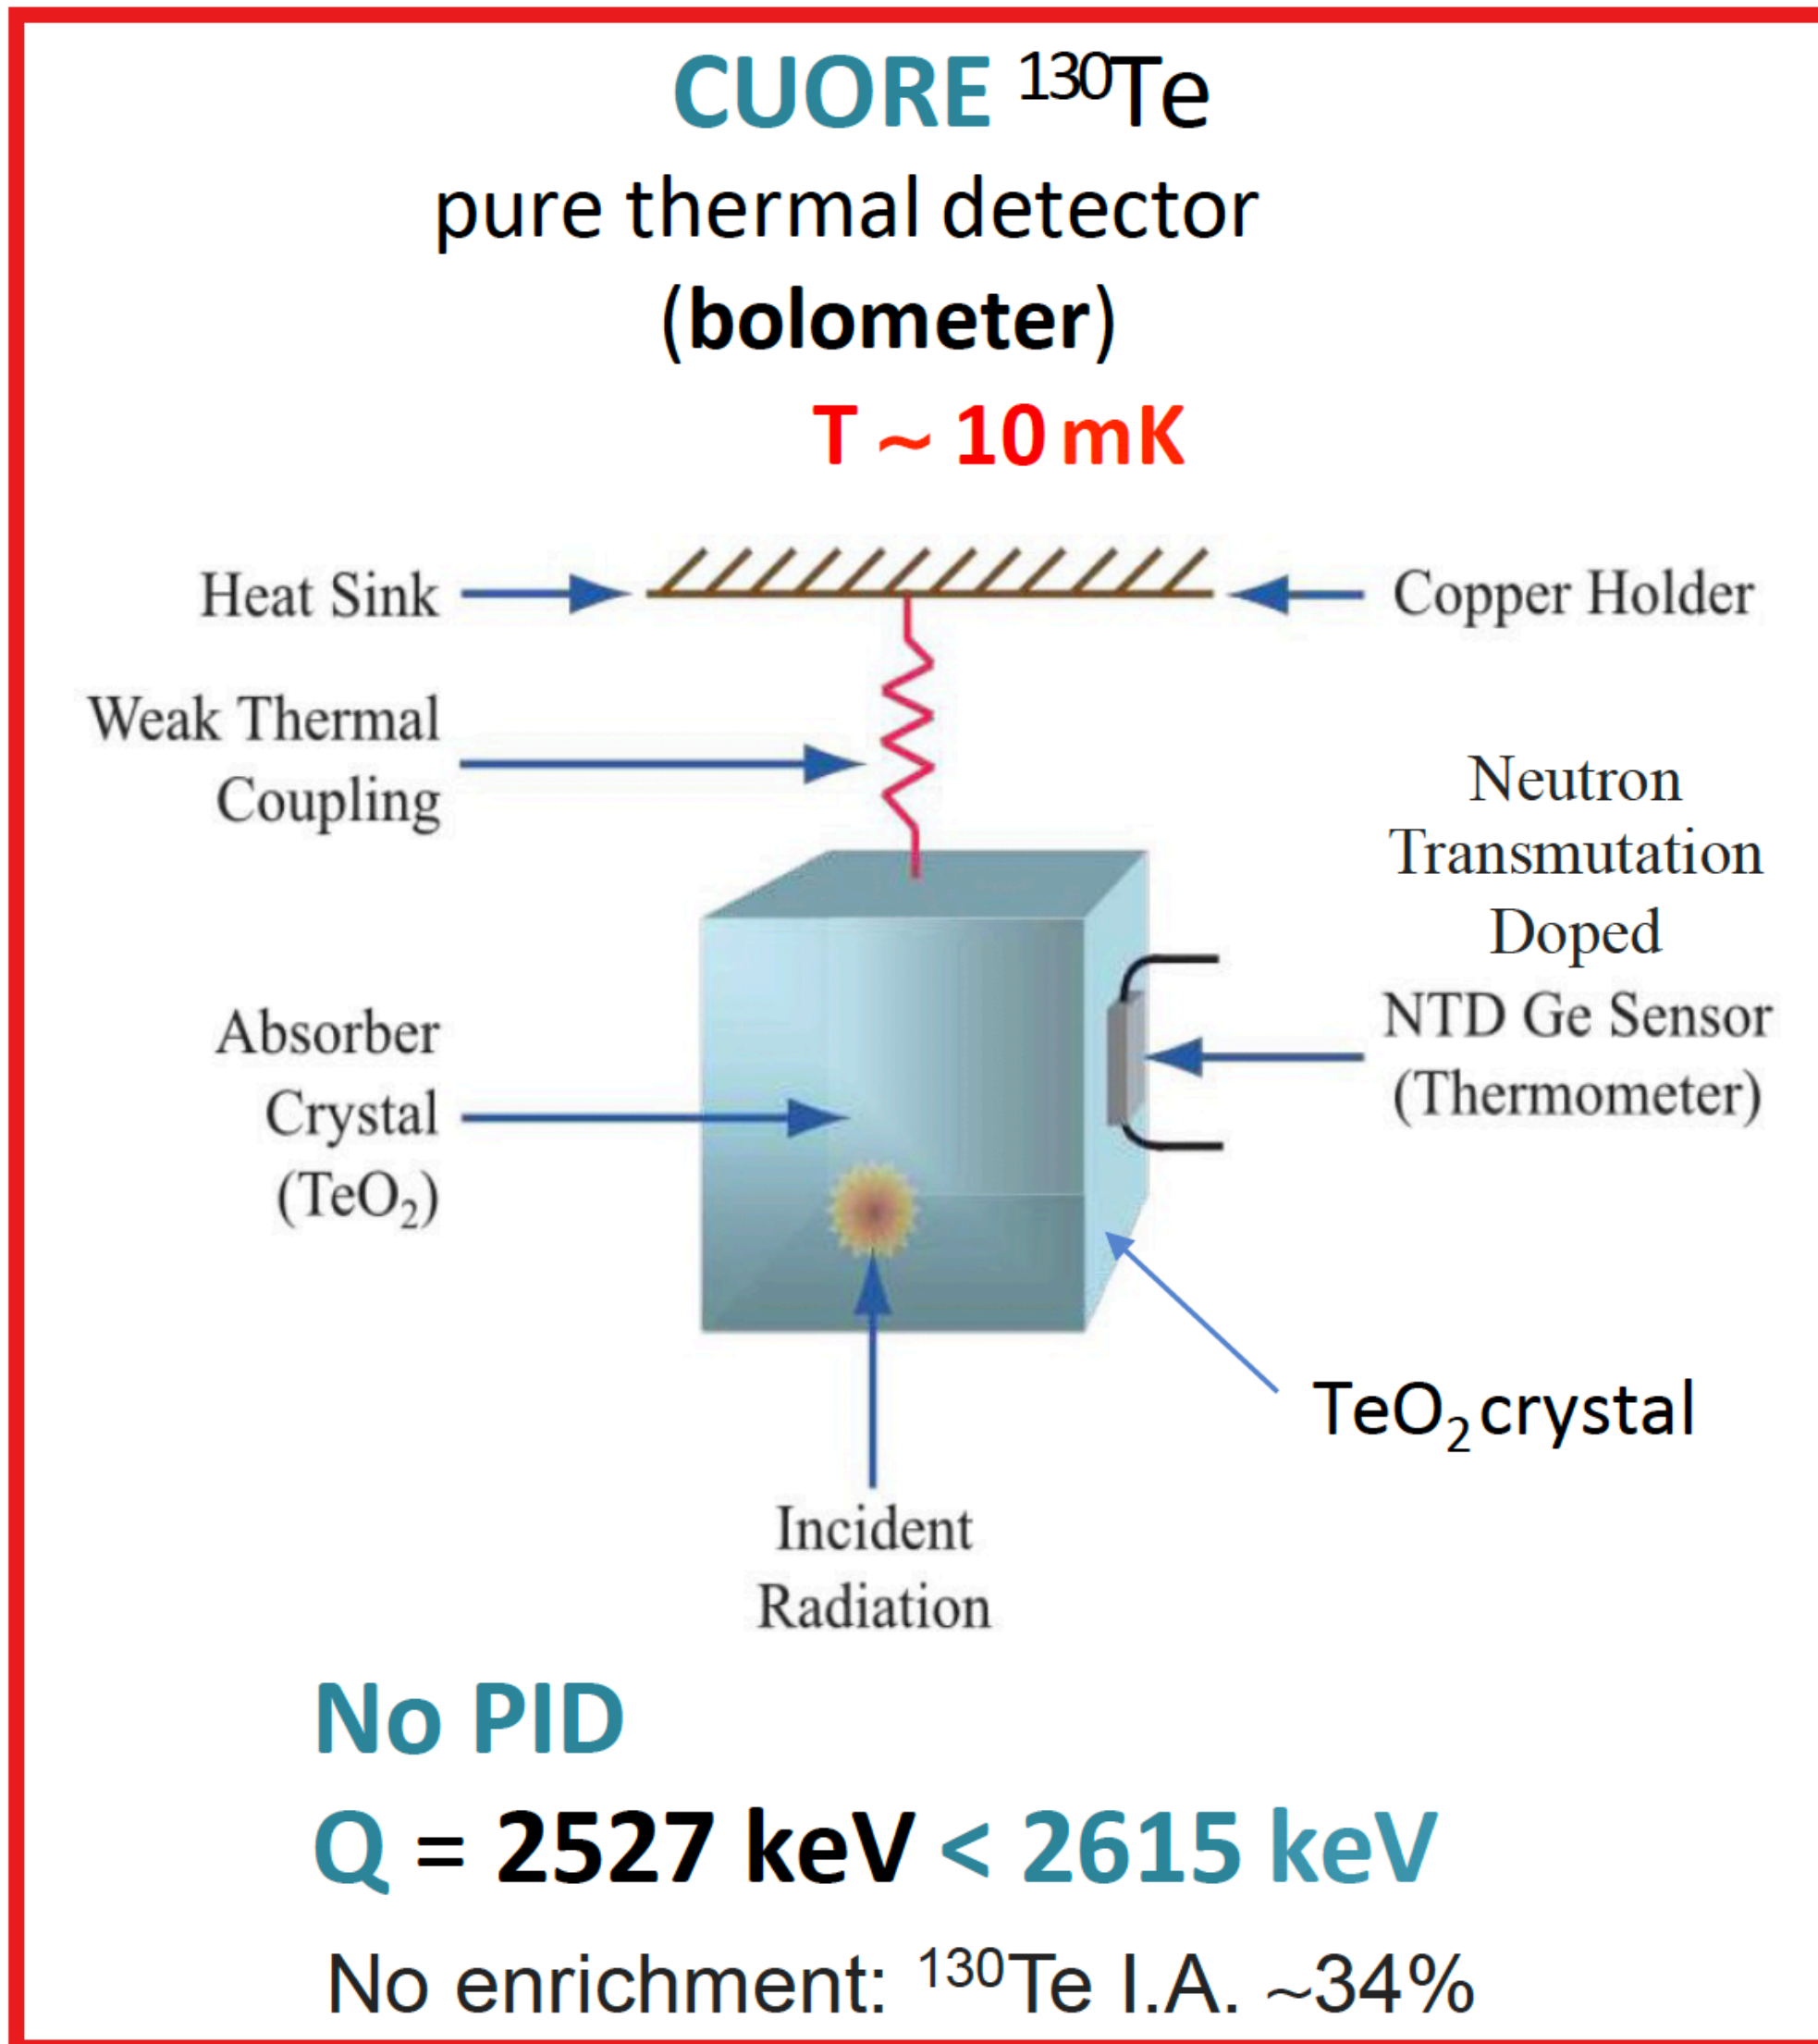 CUORE ¹³⁰Te
pure thermal detector
(bolometer)
T ~ 10 mK
Heat Sink
Copper Holder
Weak Thermal
Coupling
Neutron
Transmutation
Doped
NTD Ge Sensor
(Thermometer)
Absorber
Crystal
(TeO₂)
TeO₂ crystal
Incident
Radiation
No PID
Q = 2527 keV < 2615 keV
No enrichment: ¹³⁰Te I.A. ~34%